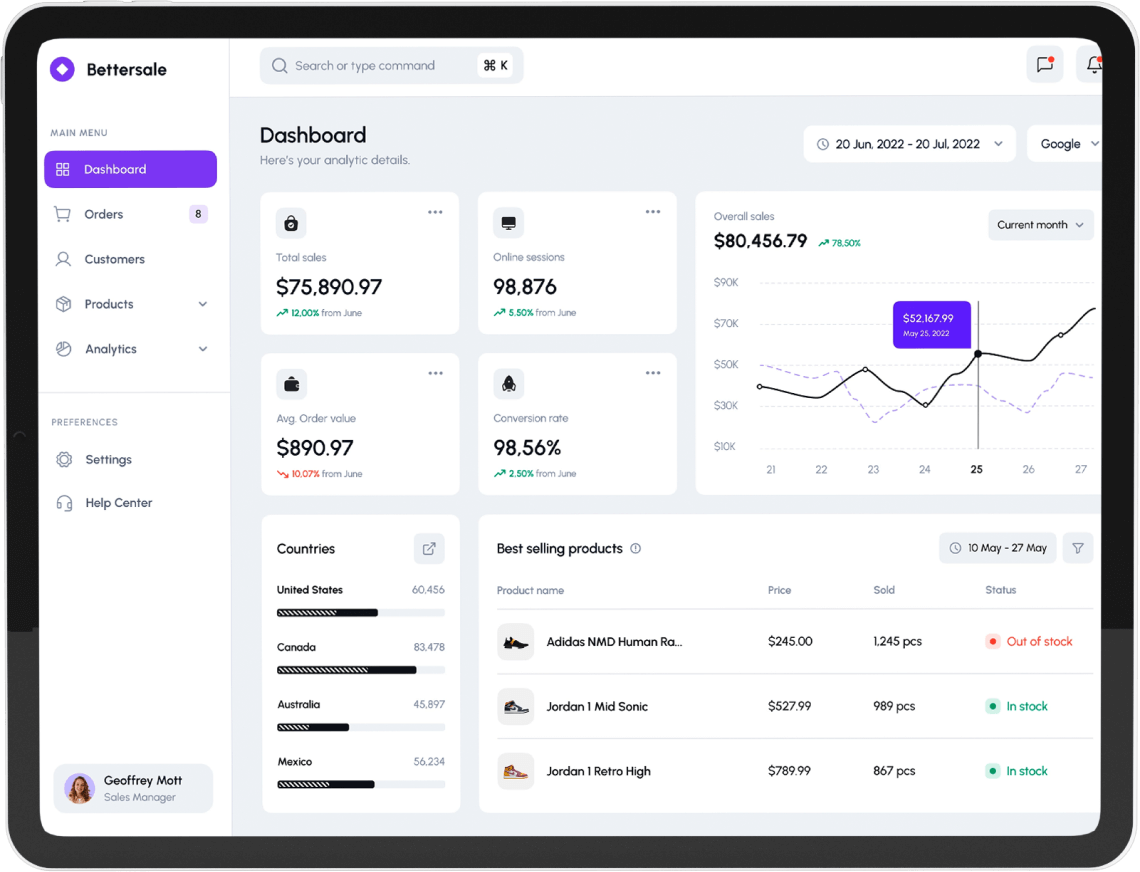 Bettersale
Search or type command
⌘ K
MAIN MENU
Dashboard
Orders
8
Customers
Products
Analytics
PREFERENCES
Settings
Help Center
Geoffrey Mott
Sales Manager
Dashboard
Here's your analytic details.
20 Jun, 2022 - 20 Jul, 2022
Google
Total sales
$75,890.97
12.00% from June
Online sessions
98,876
5.50% from June
Avg. Order value
$890.97
10.07% from June
Conversion rate
98,56%
2.50% from June
Overall sales
$80,456.79
78,50%
Current month
$90K
$70K
$50K
$30K
$10K
$52,167.99
May 25, 2022
21 22 23 24 25 26 27
Countries
United States 60,456
Canada 83,478
Australia 45,897
Mexico 56,234
Best selling products
10 May - 27 May
Product name Price Sold Status
Adidas NMD Human Ra... $245.00 1,245 pcs Out of stock
Jordan 1 Mid Sonic $527.99 989 pcs In stock
Jordan 1 Retro High $789.99 867 pcs In stock